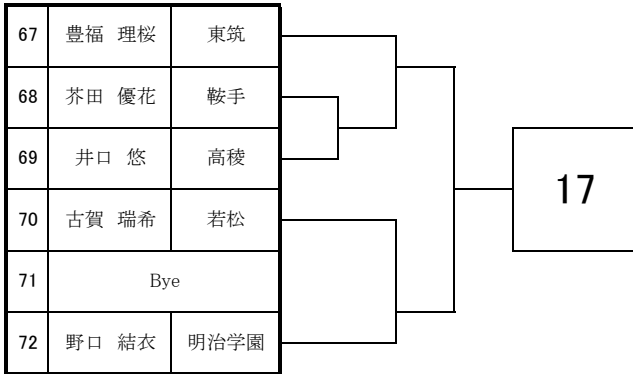 67 豊福 理桜 東筑
68 芥田 優花 鞍手
69 井口 悠 高稜
70 古賀 瑞希 若松
71 Bye
72 野口 結衣 明治学園
17